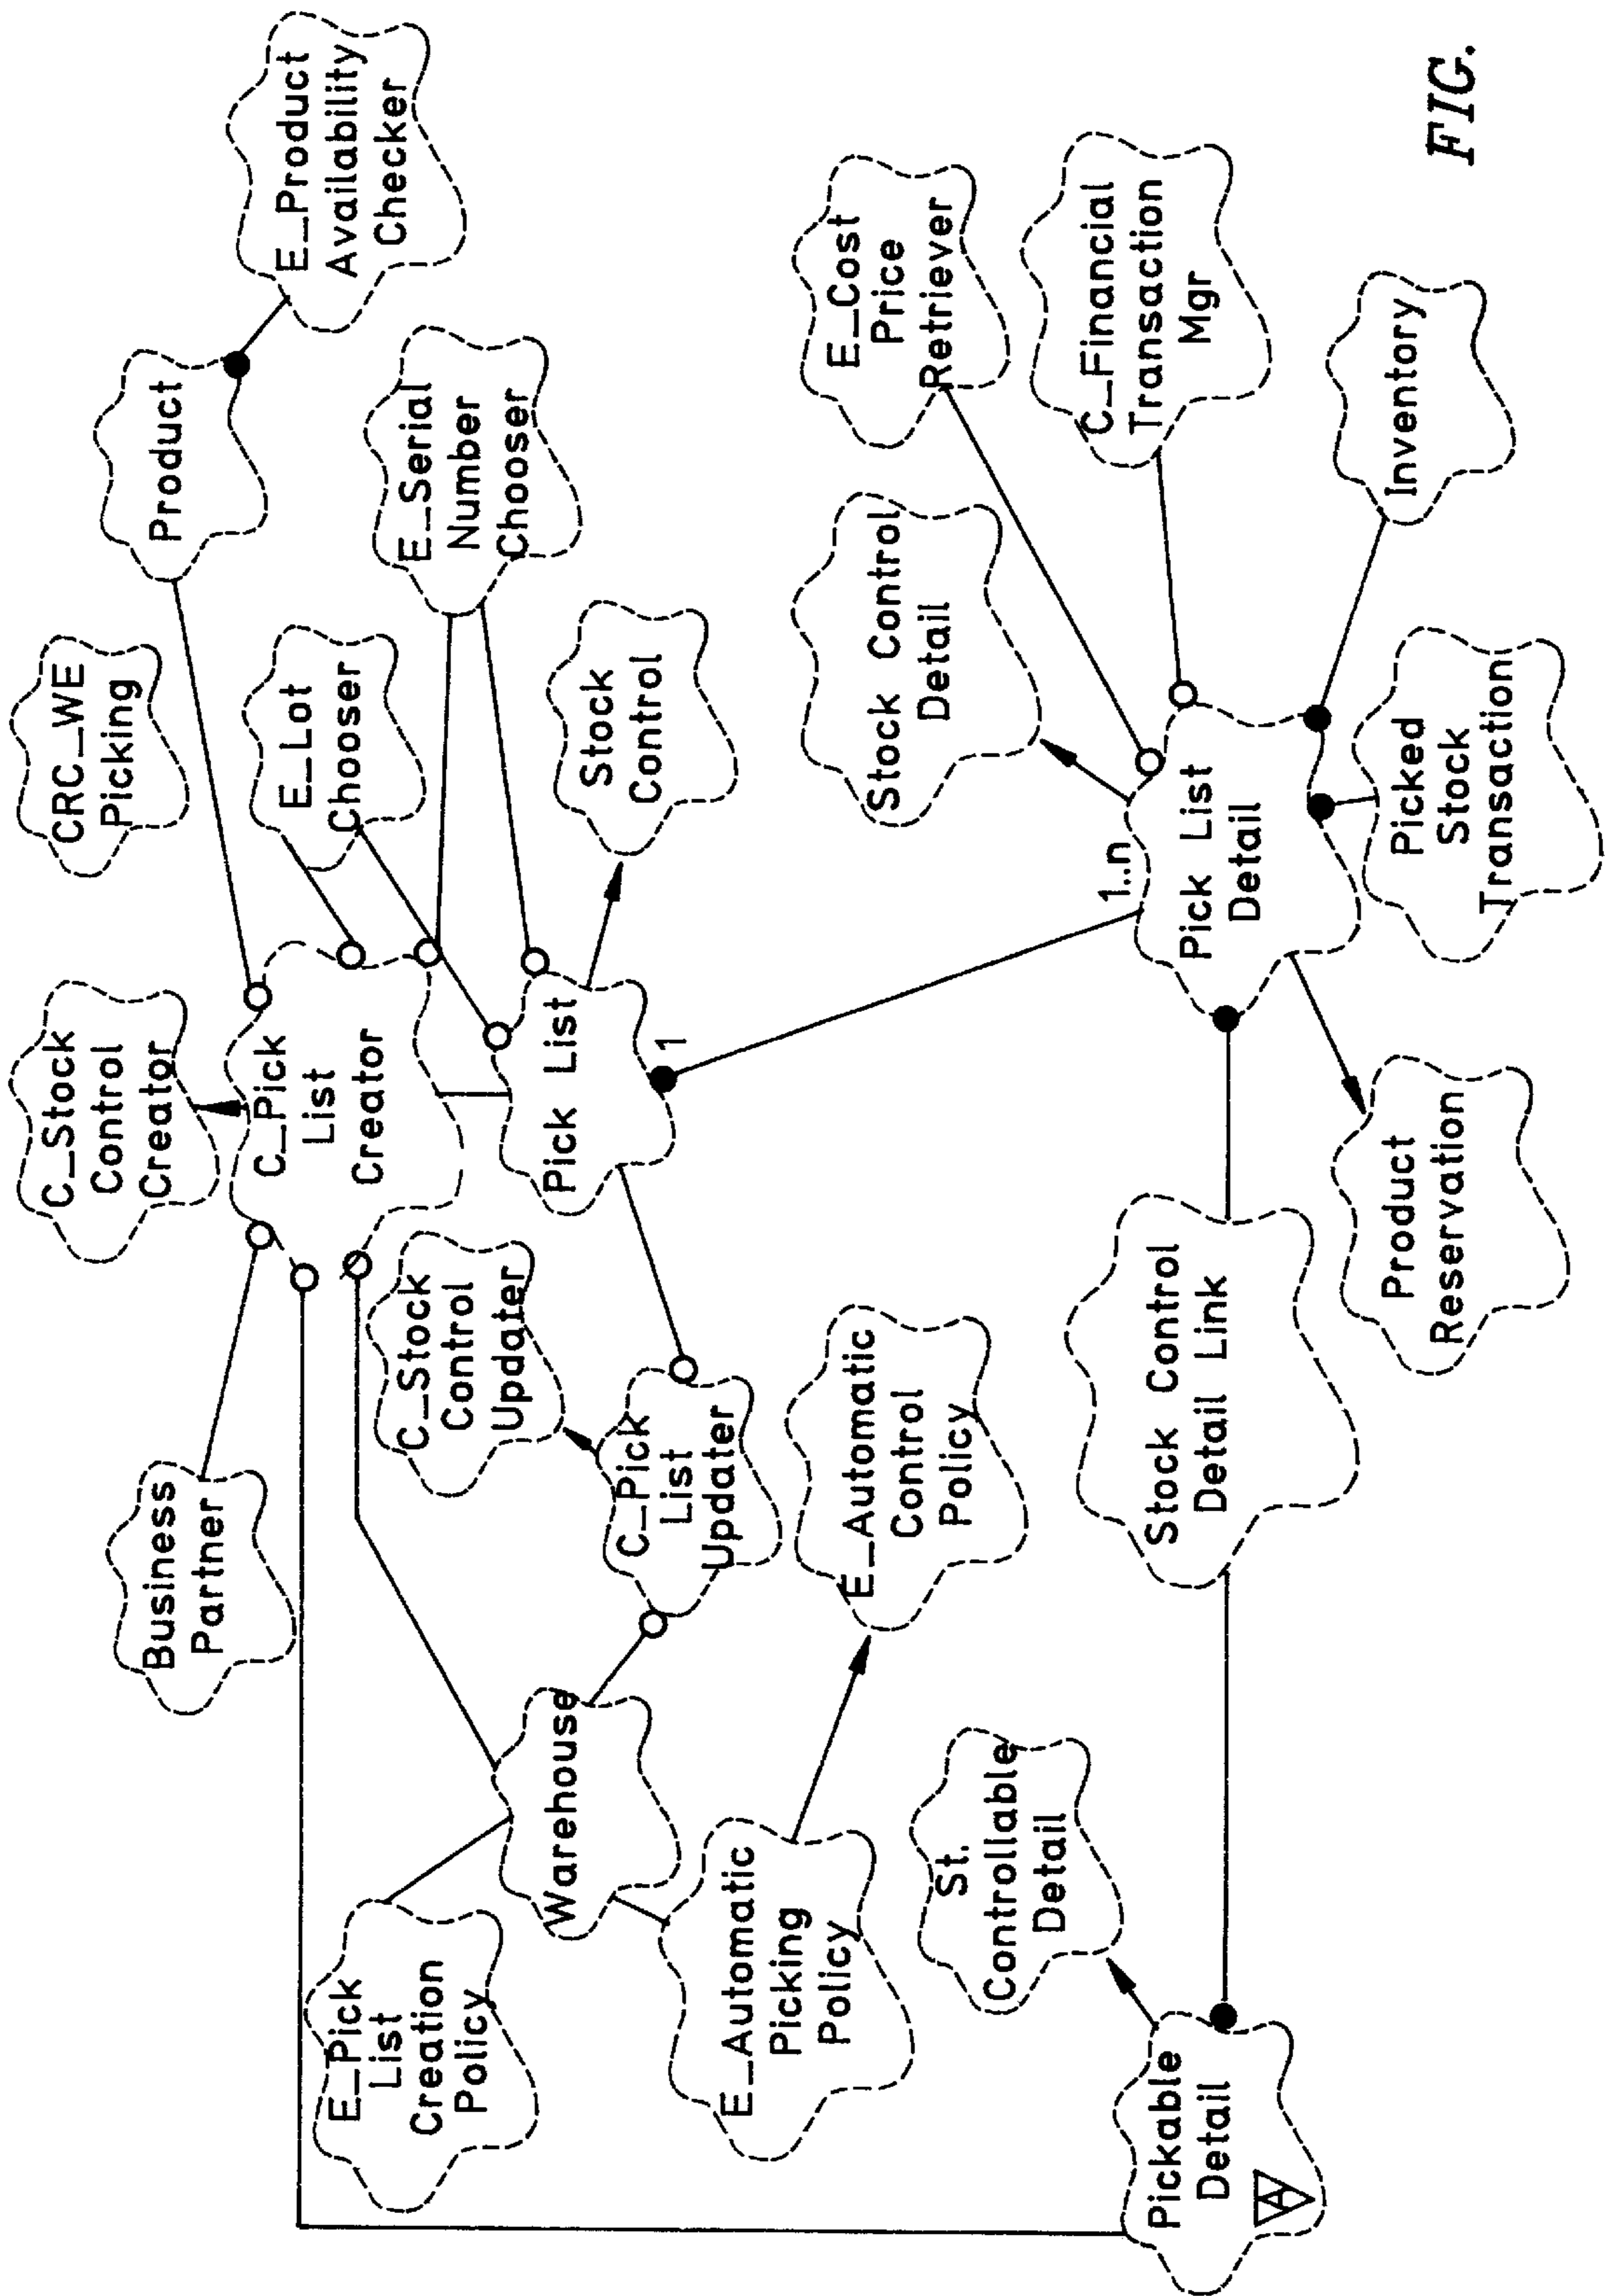 CRC_WE
Picking
C_Stock
Control
Creator
Product
E_Product
Availability
Checker
Business
Partner
C_Pick
List
Creator
E_Lot
Chooser
E_Serial
Number
Chooser
E_Pick
List
Creation
Policy
C_Stock
Control
Updater
Warehouse
Pick List
1
Stock
Control
C_Pick
List
Updater
E_Automatic
Picking
Policy
E_Automatic
Control
Policy
Stock Control
Detail
E_Cost
Price
Retriever
St.
Controllable
Detail
C_Financial
Transaction
Mgr
1..n
Pick List
Detail
Pickable
Detail
A
Stock Control
Detail Link
Product
Reservation
Picked
Stock
Transaction
Inventory
FIG.